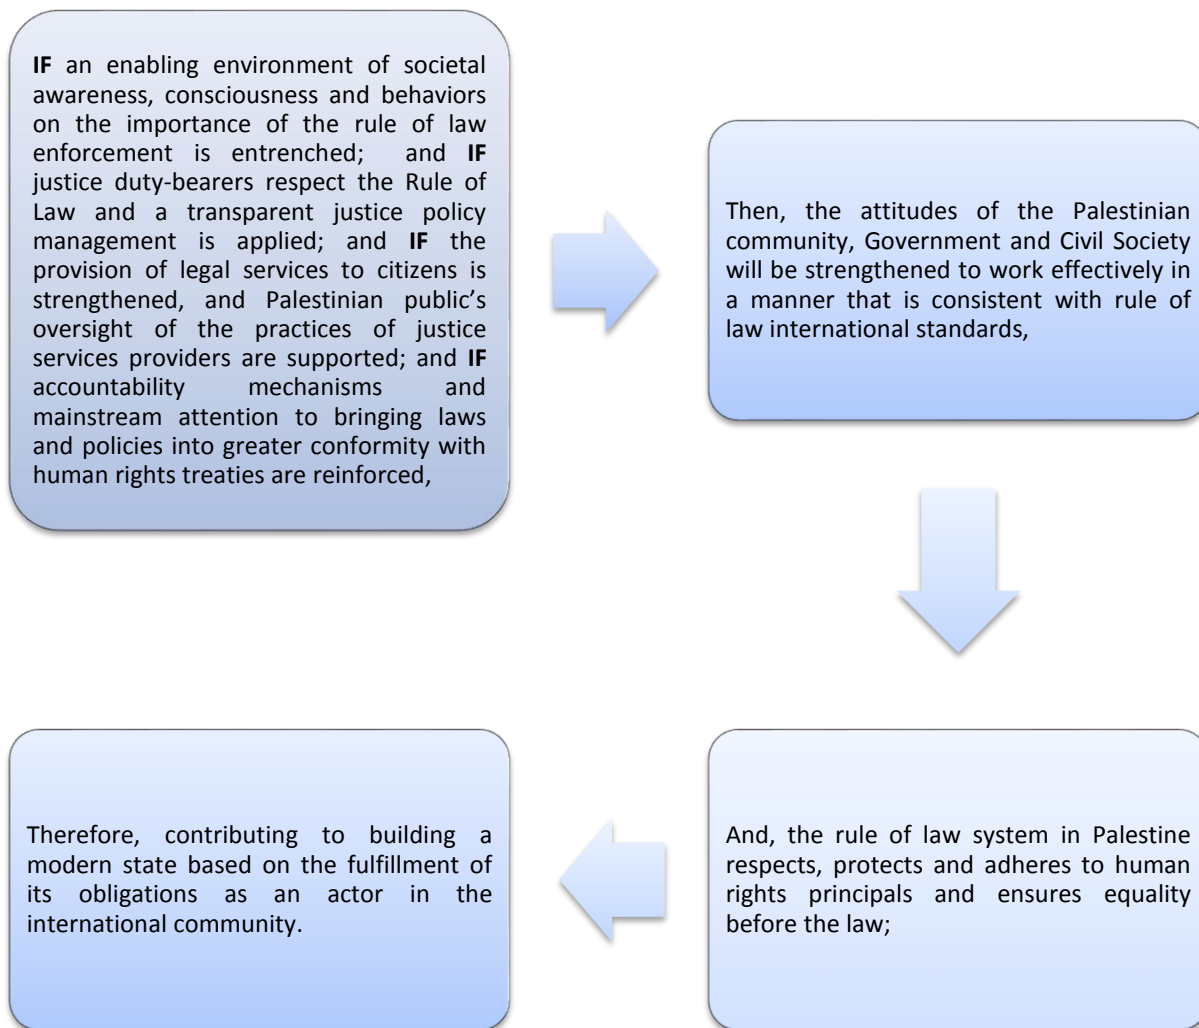 IF an enabling environment of societal
awareness, consciousness and behaviors
on the importance of the rule of law
enforcement is entrenched; and IF
justice duty-bearers respect the Rule of
Law and a transparent justice policy
management is applied; and IF the
provision of legal services to citizens is
strengthened, and Palestinian public's
oversight of the practices of justice
services providers are supported; and IF
accountability mechanisms and
mainstream attention to bringing laws
and policies into greater conformity with
human rights treaties are reinforced,
Then, the attitudes of the Palestinian
community, Government and Civil Society
will be strengthened to work effectively in
a manner that is consistent with rule of
law international standards,
And, the rule of law system in Palestine
respects, protects and adheres to human
rights principals and ensures equality
before the law;
Therefore, contributing to building a
modern state based on the fulfillment of
its obligations as an actor in the
international community.